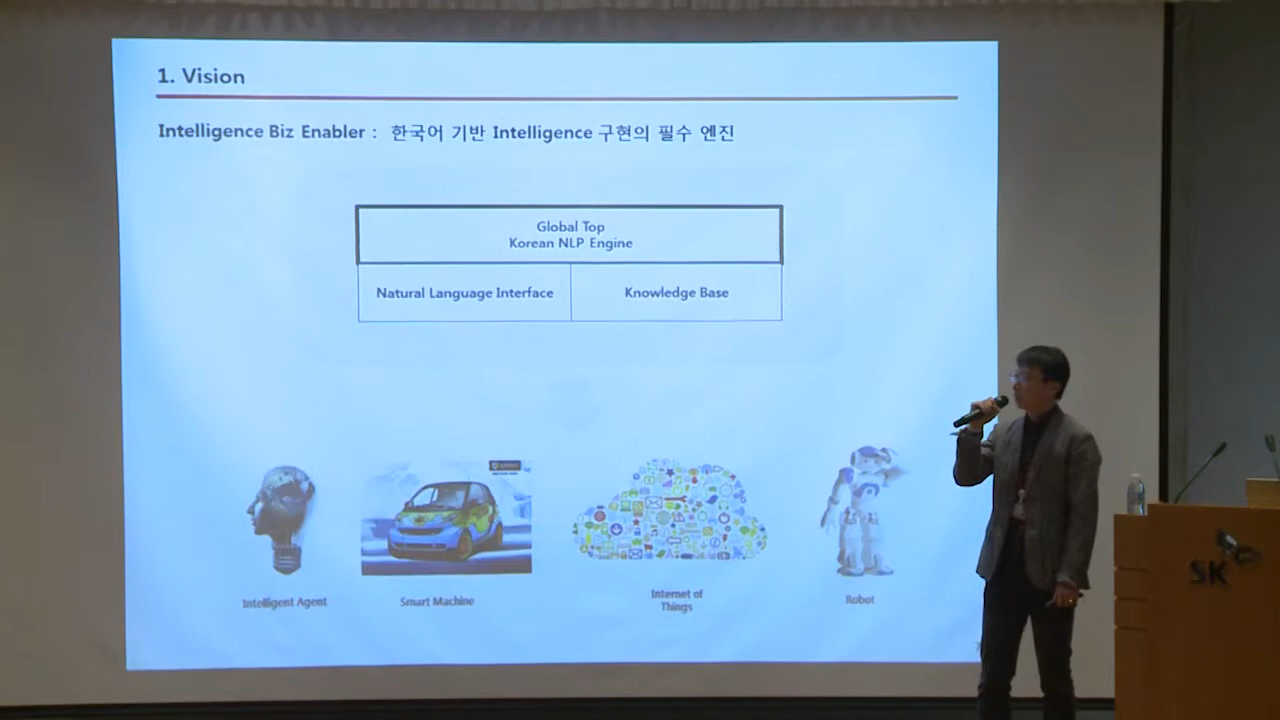 1. Vision
Intelligence Biz Enabler : 한국어 기반 Intelligence 구현의 필수 엔진
Global Top
Korean NLP Engine
Natural Language Interface
Knowledge Base
Intelligent Agent
Smart Machine
Internet of
Things
Robot
SK